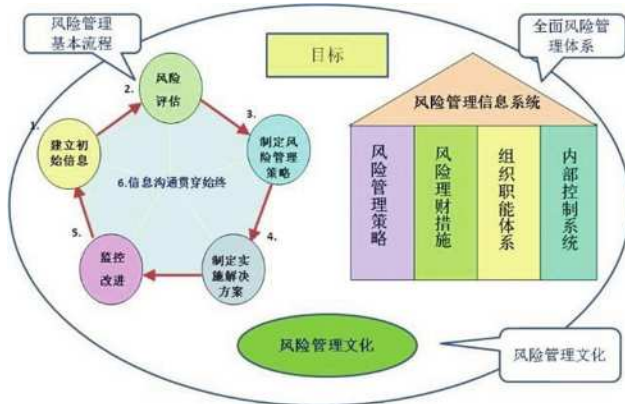 风险管理
基本流程
目标
全面风险管
理体系
2.
风险
评估
1.
建立初
始信息
3.
制定风
险管理
策略
6.信息沟通贯穿始终
5.
监控
改进
4.
制定实
施解决
方案
风险管理信息系统
风险管理策略
风险理财措施
组织职能体系
内部控制系统
风险管理文化
风险管理文化